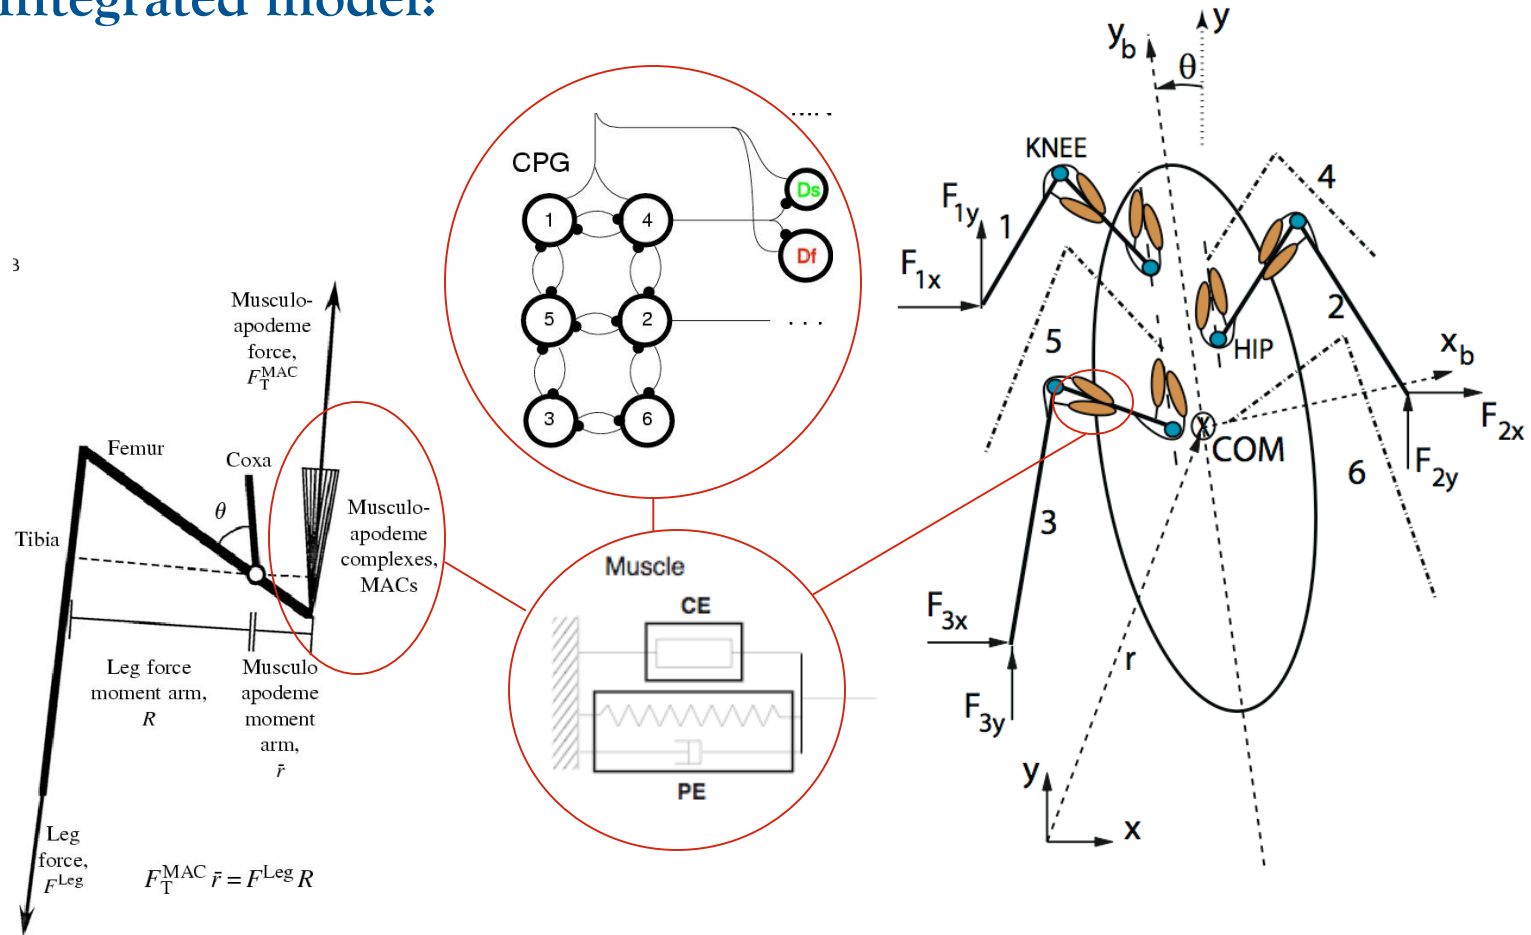 integrated model:
B
Musculo-
apodeme
force,
F_T^MAC
Femur
Coxa
θ
Tibia
Musculo-
apodeme
complexes,
MACs
Leg force
moment arm,
R
Musculo
apodeme
moment
arm,
r̄
Leg
force,
F^Leg
F_T^MAC r̄ = F^Leg R
CPG
1
4
Ds
Df
5
2
. . .
3
6
Muscle
CE
PE
y_b
y
θ
KNEE
4
F_1y
1
F_1x
2
5
HIP
x_b
F_2x
COM
F_2y
6
3
F_3x
r
F_3y
y
x